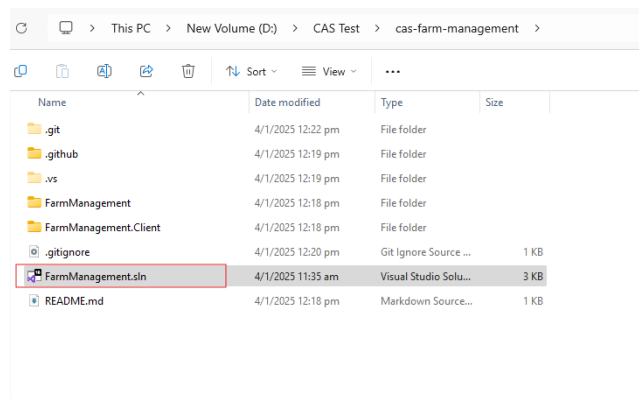 This PC > New Volume (D:) > CAS Test > cas-farm-management >
Sort View ...
Name Date modified Type Size
.git 4/1/2025 12:22 pm File folder
.github 4/1/2025 12:19 pm File folder
.vs 4/1/2025 12:19 pm File folder
FarmManagement 4/1/2025 12:18 pm File folder
FarmManagement.Client 4/1/2025 12:18 pm File folder
.gitignore 4/1/2025 12:20 pm Git Ignore Source ... 1 KB
FarmManagement.sln 4/1/2025 11:35 am Visual Studio Solu... 3 KB
README.md 4/1/2025 12:18 pm Markdown Source... 1 KB